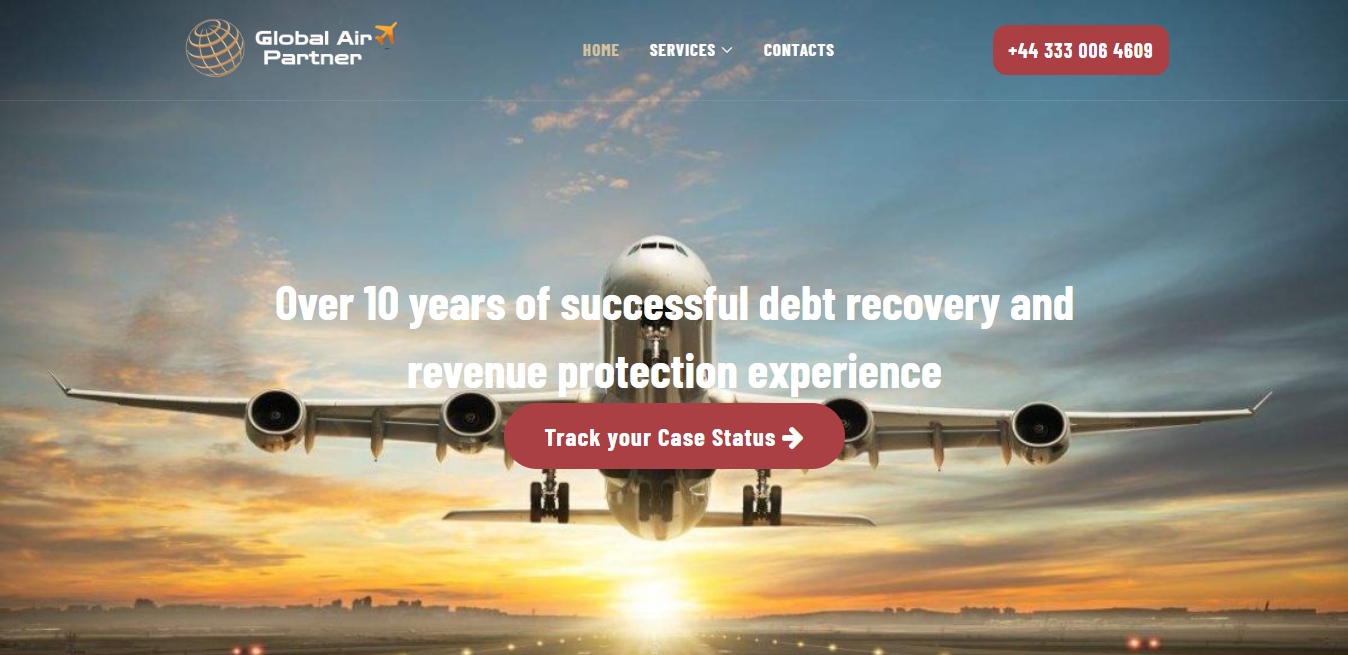 Global Air
Partner
HOME
SERVICES
CONTACTS
+44 333 006 4609
Over 10 years of successful debt recovery and
revenue protection experience
Track your Case Status